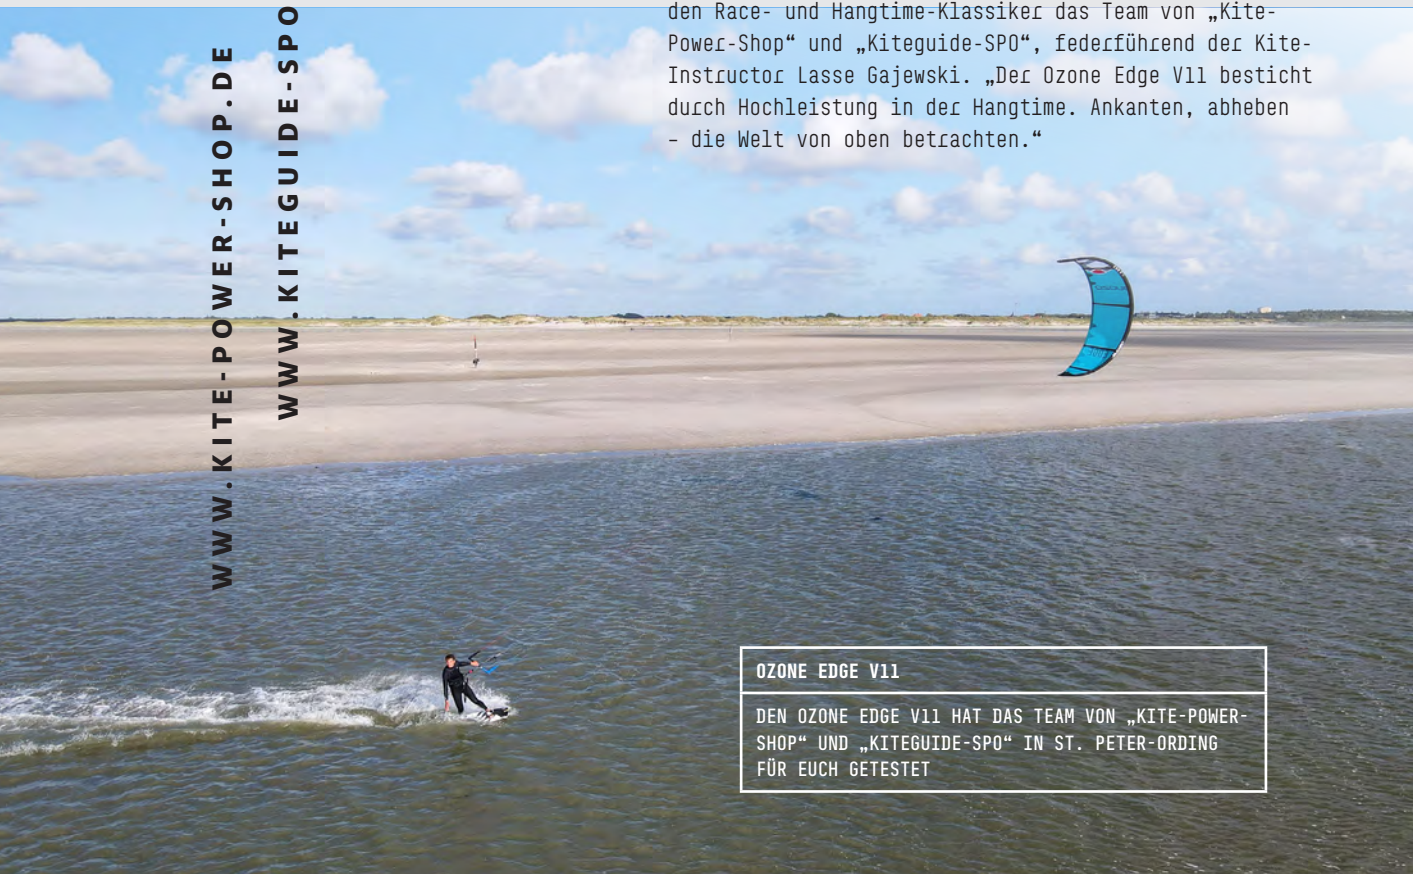 den Race- und Hangtime-Klassiker das Team von „Kite-
Power-Shop“ und „Kiteguide-SPO“, federführend der Kite-
Instructor Lasse Gajewski. „Der Ozone Edge V11 besticht
durch Hochleistung in der Hangtime. Ankanten, abheben
– die Welt von oben betrachten.“
WWW.KITE-POWER-SHOP.DE
WWW.KITEGUIDE-SPO
OZONE EDGE V11
DEN OZONE EDGE V11 HAT DAS TEAM VON „KITE-POWER-
SHOP“ UND „KITEGUIDE-SPO“ IN ST. PETER-ORDING
FÜR EUCH GETESTET